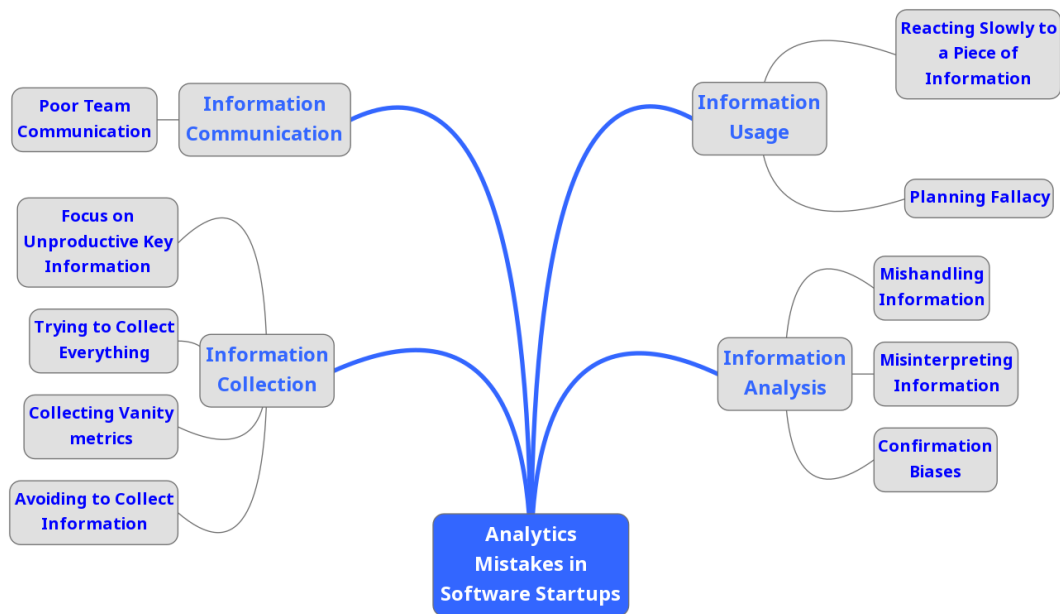 Poor Team
Communication
Information
Communication
Focus on
Unproductive Key
Information
Trying to Collect
Everything
Collecting Vanity
metrics
Avoiding to Collect
Information
Information
Collection
Information
Usage
Reacting Slowly to
a Piece of
Information
Planning Fallacy
Information
Analysis
Mishandling
Information
Misinterpreting
Information
Confirmation
Biases
Analytics
Mistakes in
Software Startups